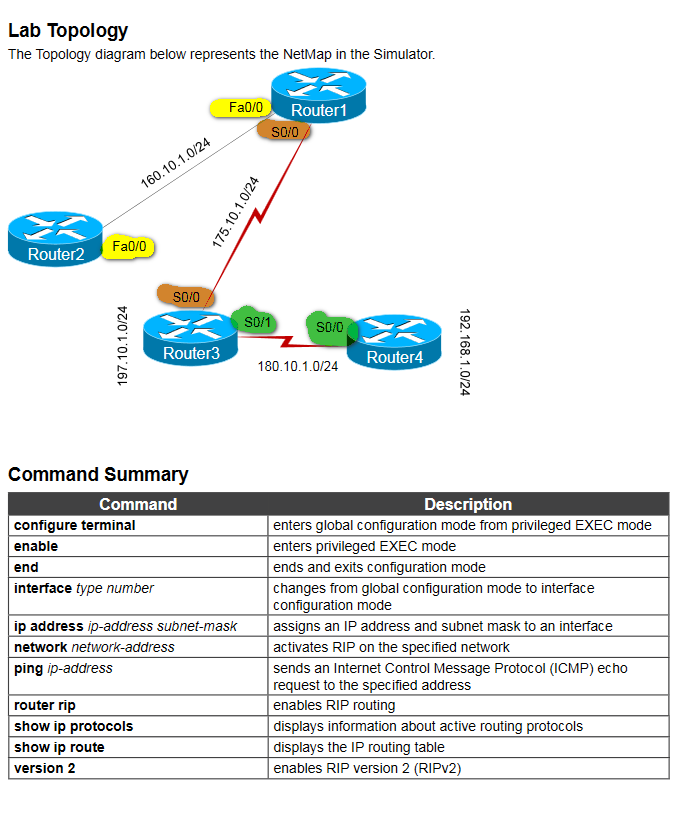 Lab Topology
The Topology diagram below represents the NetMap in the Simulator.
Fa0/0
Router1
S0/0
160.10.1.0/24
175.10.1.0/24
Router2
Fa0/0
S0/0
197.10.1.0/24
Router3
S0/1
S0/0
Router4
180.10.1.0/24
192.168.1.0/24
Command Summary
Command Description
configure terminal enters global configuration mode from privileged EXEC mode
enable enters privileged EXEC mode
end ends and exits configuration mode
interface type number changes from global configuration mode to interface
configuration mode
ip address ip-address subnet-mask assigns an IP address and subnet mask to an interface
network network-address activates RIP on the specified network
ping ip-address sends an Internet Control Message Protocol (ICMP) echo
request to the specified address
router rip enables RIP routing
show ip protocols displays information about active routing protocols
show ip route displays the IP routing table
version 2 enables RIP version 2 (RIPv2)